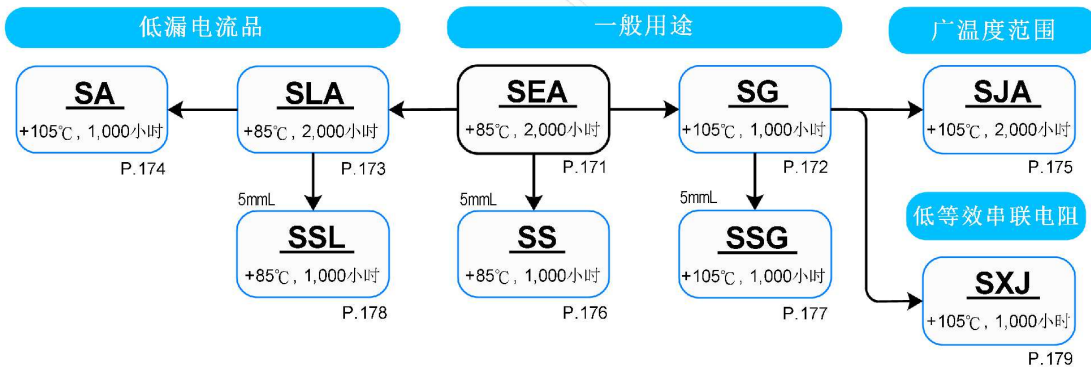 低漏电流品
一般用途
广温度范围
SA
+105℃, 1,000小时
P.174
SLA
+85℃, 2,000小时
P.173
SEA
+85℃, 2,000小时
P.171
SG
+105℃, 1,000小时
P.172
SJA
+105℃, 2,000小时
P.175
5mmL
SSL
+85℃, 1,000小时
P.178
5mmL
SS
+85℃, 1,000小时
P.176
5mmL
SSG
+105℃, 1,000小时
P.177
低等效串联电阻
SXJ
+105℃, 1,000小时
P.179